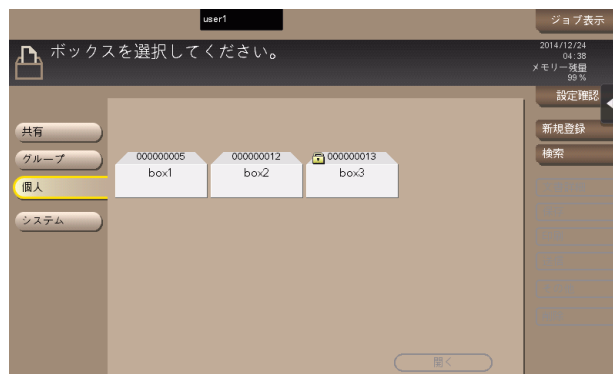 user1
ジョブ表示
ボックスを選択してください。
2014/12/24
04:38
メモリー残量
99 %
設定確認
共有
グループ
個人
システム
新規登録
検索
000000005
box1
000000012
box2
000000013
box3
開く